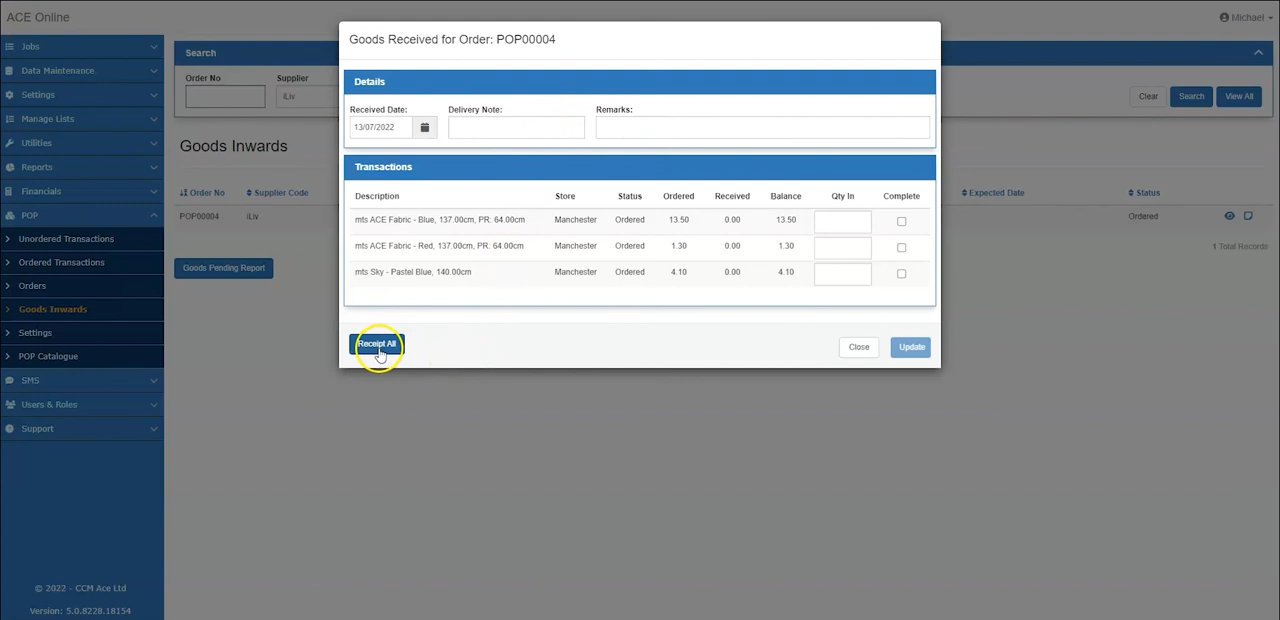 ACE Online
Michael
Jobs
Data Maintenance
Settings
Manage Lists
Utilities
Reports
Financials
POP
Unordered Transactions
Ordered Transactions
Orders
Goods Inwards
Settings
POP Catalogue
SMS
Users & Roles
Support
© 2022 - CCM Ace Ltd
Version: 5.0.8228.18154
Search
Order No Supplier
iLiv
Clear Search View All
Goods Inwards
Order No Supplier Code Expected Date Status
POP00004 iLiv Ordered
1 Total Records
Goods Pending Report
Goods Received for Order: POP00004
Details
Received Date: Delivery Note: Remarks:
13/07/2022
Transactions
Description Store Status Ordered Received Balance Qty In Complete
mts ACE Fabric - Blue, 137.00cm, PR: 64.00cm Manchester Ordered 13.50 0.00 13.50
mts ACE Fabric - Red, 137.00cm, PR: 64.00cm Manchester Ordered 1.30 0.00 1.30
mts Sky - Pastel Blue, 140.00cm Manchester Ordered 4.10 0.00 4.10
Receipt All Close Update